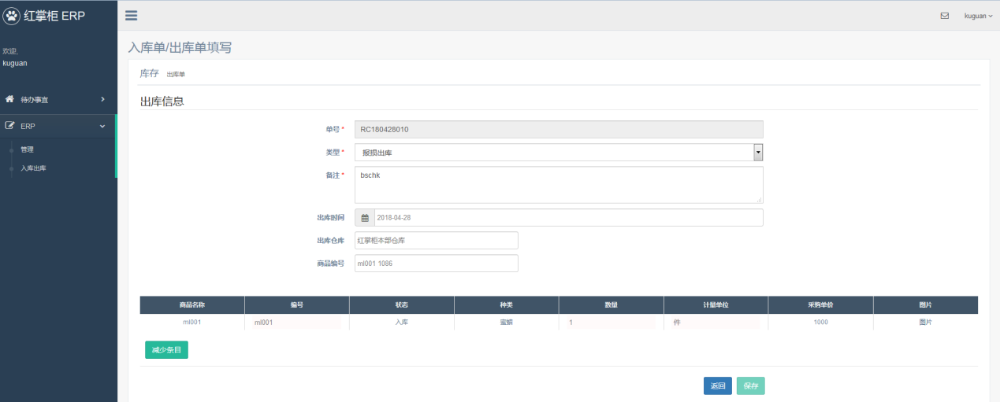 红掌柜 ERP
kuguan
欢迎,
kuguan
待办事宜
ERP
管理
入库出库
入库单/出库单填写
库存 出库单
出库信息
单号 * RC180428010
类型 * 报损出库
备注 * bschk
出库时间 2018-04-28
出库仓库 红掌柜本部仓库
商品编号 ml001 1086
商品名称 编号 状态 种类 数量 计量单位 采购单价 图片
ml001 ml001 入库 蜜蜡 1 件 1000 图片
减少条目
返回 保存